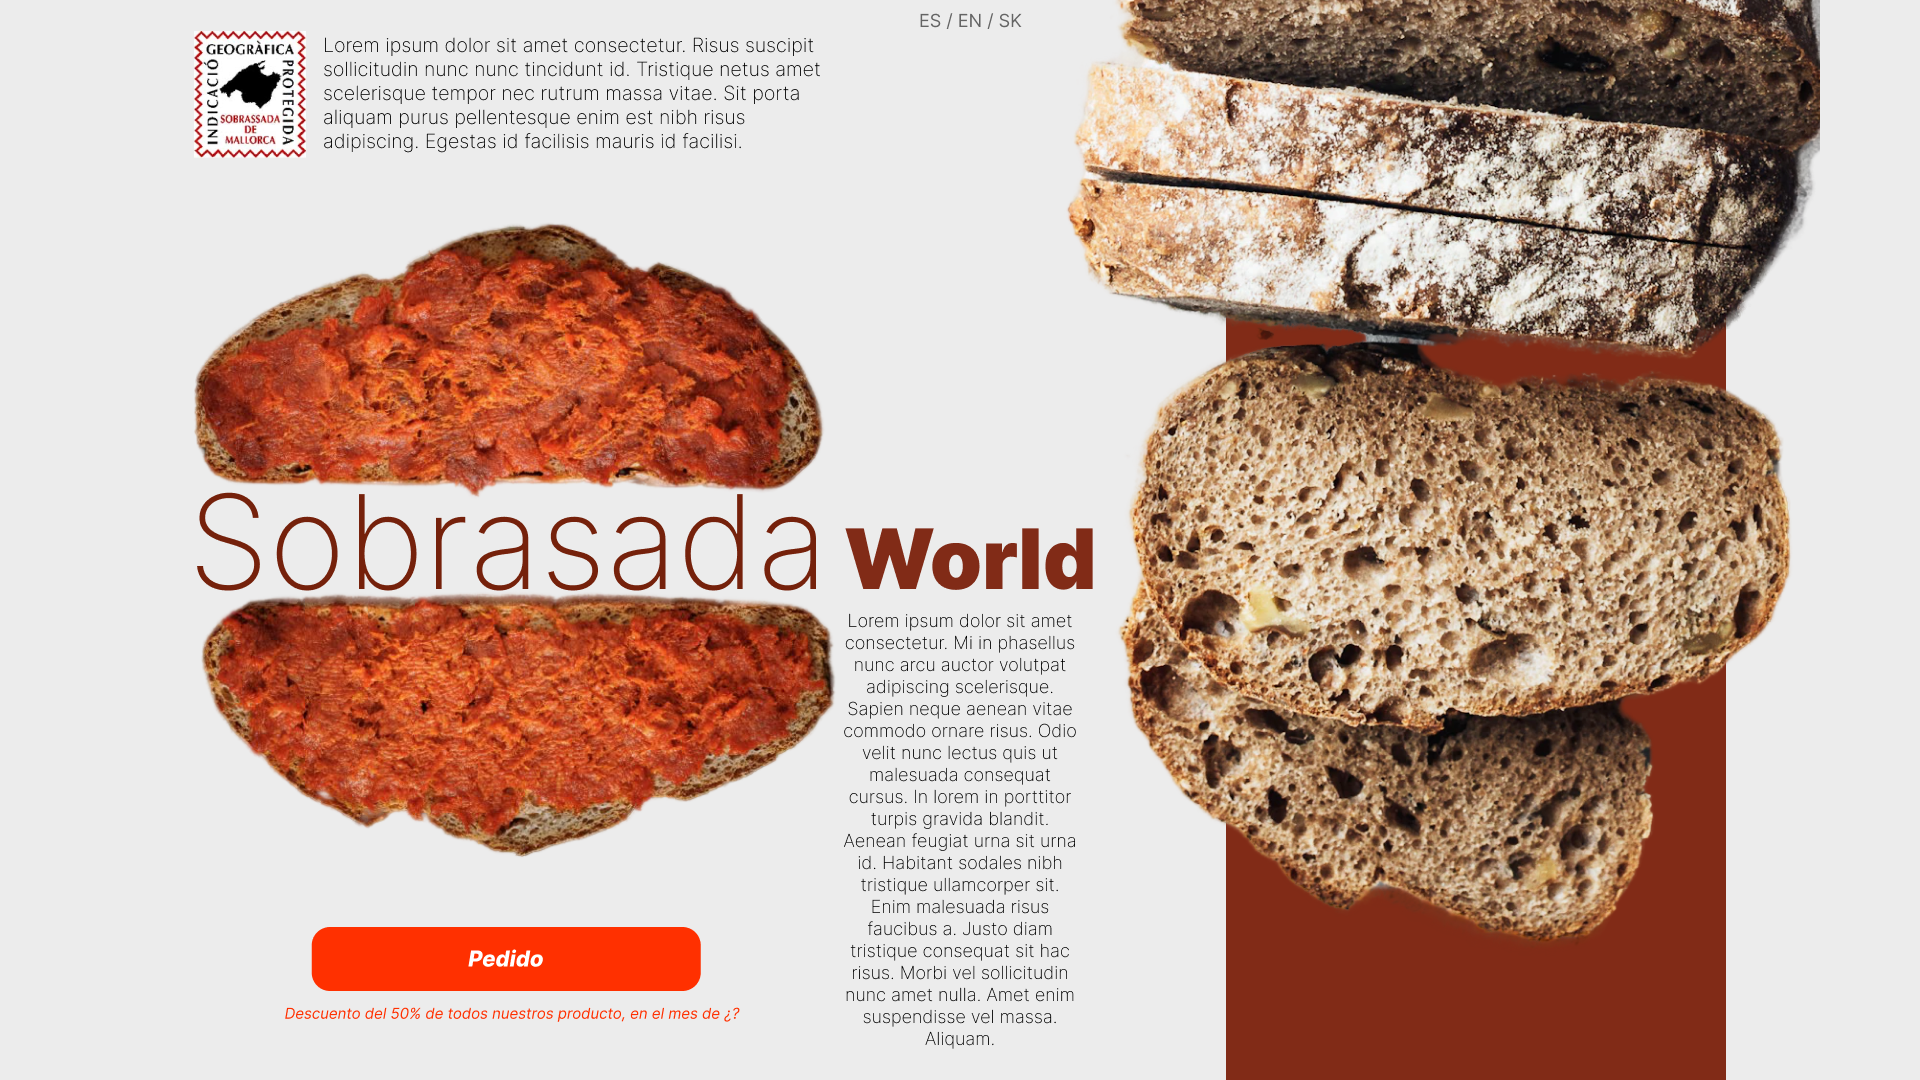 ES / EN / SK
GEOGRÀFICA
INDICACIÓ
PROTEGIDA
SOBRASSADA
DE
MALLORCA
Lorem ipsum dolor sit amet consectetur. Risus suscipit
sollicitudin nunc nunc tincidunt id. Tristique netus amet
scelerisque tempor nec rutrum massa vitae. Sit porta
aliquam purus pellentesque enim est nibh risus
adipiscing. Egestas id facilisis mauris id facilisi.
Sobrasada World
Lorem ipsum dolor sit amet
consectetur. Mi in phasellus
nunc arcu auctor volutpat
adipiscing scelerisque.
Sapien neque aenean vitae
commodo ornare risus. Odio
velit nunc lectus quis ut
malesuada consequat
cursus. In lorem in porttitor
turpis gravida blandit.
Aenean feugiat urna sit urna
id. Habitant sodales nibh
tristique ullamcorper sit.
Enim malesuada risus
faucibus a. Justo diam
tristique consequat sit hac
risus. Morbi vel sollicitudin
nunc amet nulla. Amet enim
suspendisse vel massa.
Aliquam.
Pedido
Descuento del 50% de todos nuestros producto, en el mes de ¿?